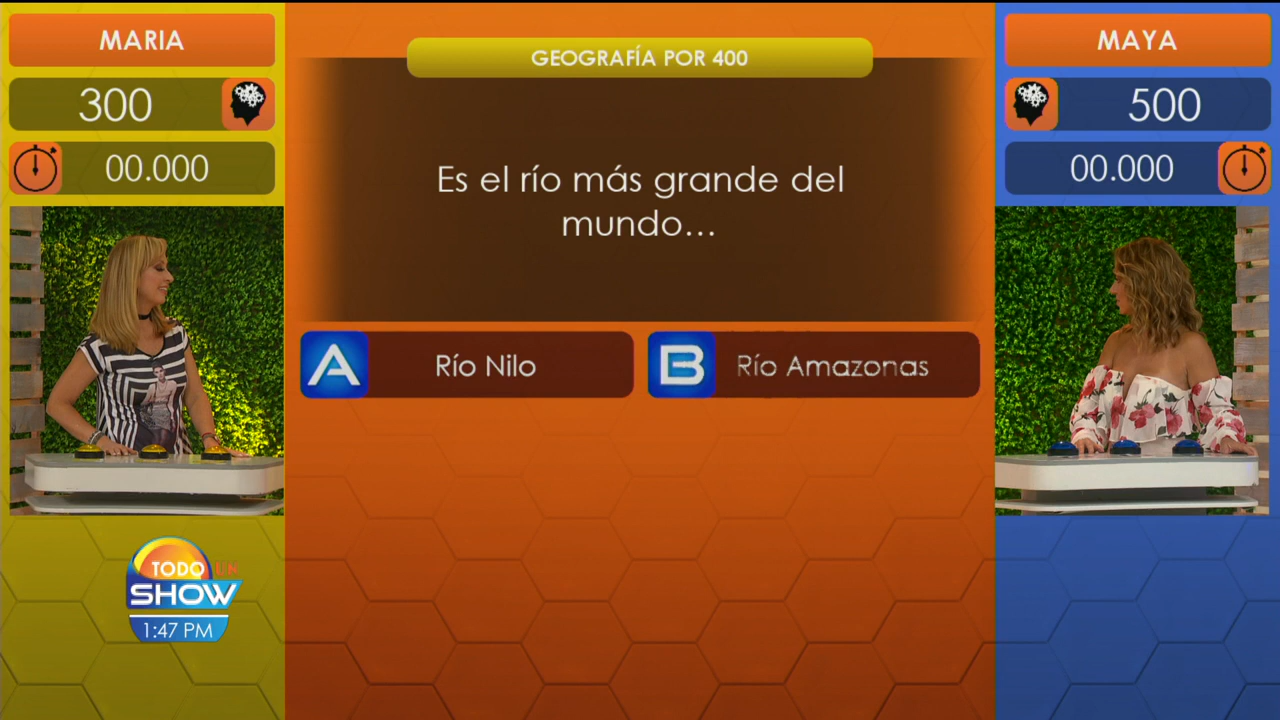 MARIA
300
00.000
GEOGRAFÍA POR 400
Es el río más grande del
mundo...
A Río Nilo
B Río Amazonas
MAYA
500
00.000
TODO UN
SHOW
1:47 PM